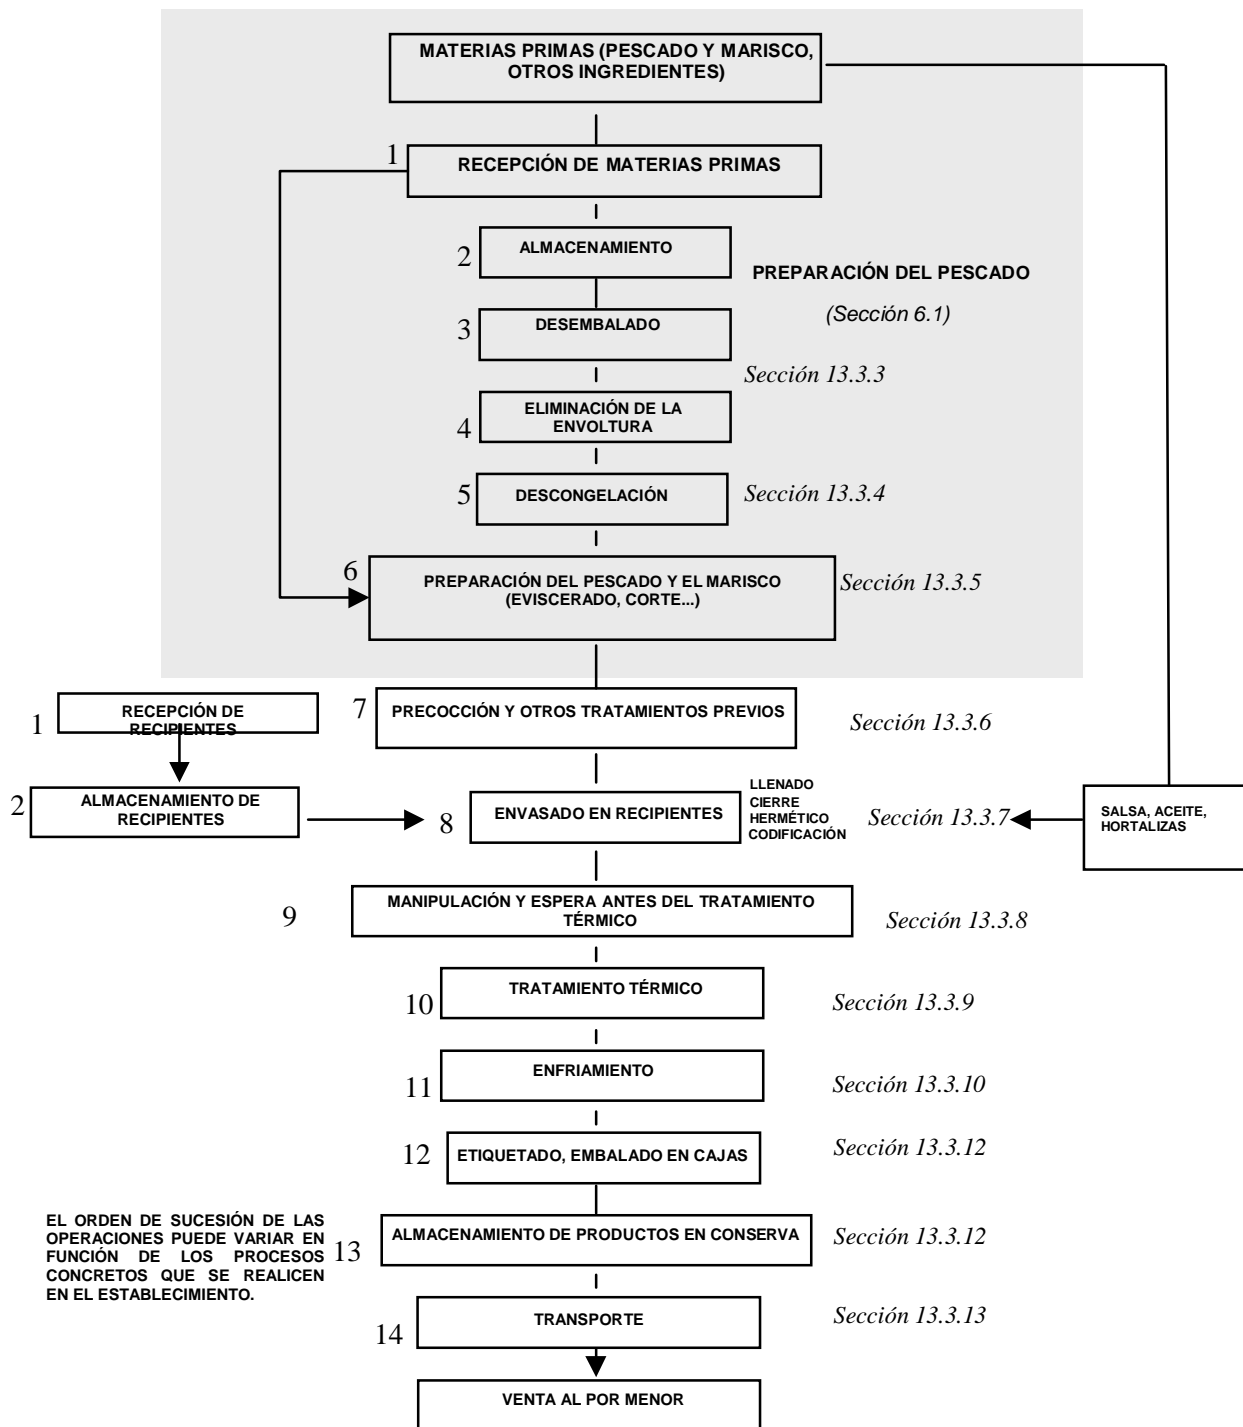 MATERIAS PRIMAS (PESCADO Y MARISCO,
OTROS INGREDIENTES)
1
RECEPCIÓN DE MATERIAS PRIMAS
2
ALMACENAMIENTO
PREPARACIÓN DEL PESCADO
(Sección 6.1)
3
DESEMBALADO
Sección 13.3.3
4
ELIMINACIÓN DE LA
ENVOLTURA
5
DESCONGELACIÓN
Sección 13.3.4
6
PREPARACIÓN DEL PESCADO Y EL MARISCO
(EVISCERADO, CORTE...)
Sección 13.3.5
1
RECEPCIÓN DE
RECIPIENTES
7
PRECOCCIÓN Y OTROS TRATAMIENTOS PREVIOS
Sección 13.3.6
2
ALMACENAMIENTO DE
RECIPIENTES
8
ENVASADO EN RECIPIENTES
LLENADO
CIERRE
HERMÉTICO
CODIFICACIÓN
Sección 13.3.7
SALSA, ACEITE,
HORTALIZAS
9
MANIPULACIÓN Y ESPERA ANTES DEL TRATAMIENTO
TÉRMICO
Sección 13.3.8
10
TRATAMIENTO TÉRMICO
Sección 13.3.9
11
ENFRIAMIENTO
Sección 13.3.10
12
ETIQUETADO, EMBALADO EN CAJAS
Sección 13.3.12
EL ORDEN DE SUCESIÓN DE LAS
OPERACIONES PUEDE VARIAR EN
FUNCIÓN DE LOS PROCESOS
CONCRETOS QUE SE REALICEN
EN EL ESTABLECIMIENTO.
13
ALMACENAMIENTO DE PRODUCTOS EN CONSERVA
Sección 13.3.12
14
TRANSPORTE
Sección 13.3.13
VENTA AL POR MENOR